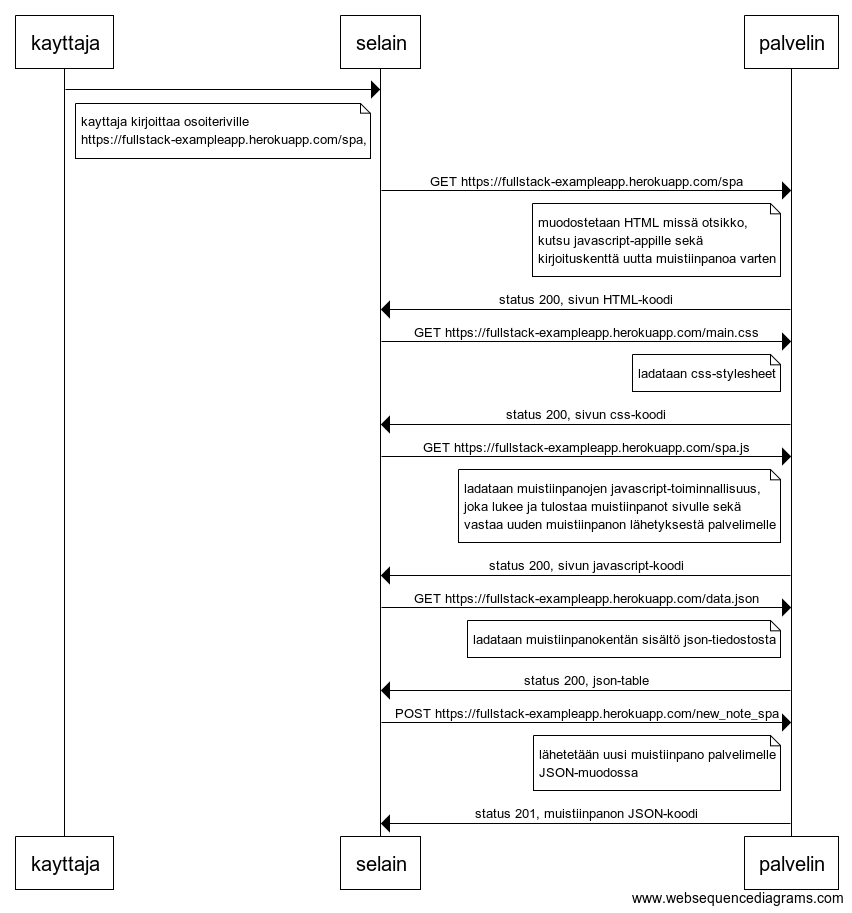 kayttaja
selain
palvelin
kayttaja kirjoittaa osoiteriville
https://fullstack-exampleapp.herokuapp.com/spa,
GET https://fullstack-exampleapp.herokuapp.com/spa
muodostetaan HTML missä otsikko,
kutsu javascript-appille sekä
kirjoituskenttä uutta muistiinpanoa varten
status 200, sivun HTML-koodi
GET https://fullstack-exampleapp.herokuapp.com/main.css
ladataan css-stylesheet
status 200, sivun css-koodi
GET https://fullstack-exampleapp.herokuapp.com/spa.js
ladataan muistiinpanojen javascript-toiminnallisuus,
joka lukee ja tulostaa muistiinpanot sivulle sekä
vastaa uuden muistiinpanon lähetyksestä palvelimelle
status 200, sivun javascript-koodi
GET https://fullstack-exampleapp.herokuapp.com/data.json
ladataan muistiinpanokentän sisältö json-tiedostosta
status 200, json-table
POST https://fullstack-exampleapp.herokuapp.com/new_note_spa
lähetetään uusi muistiinpano palvelimelle
JSON-muodossa
status 201, muistiinpanon JSON-koodi
kayttaja
selain
palvelin
www.websequencediagrams.com